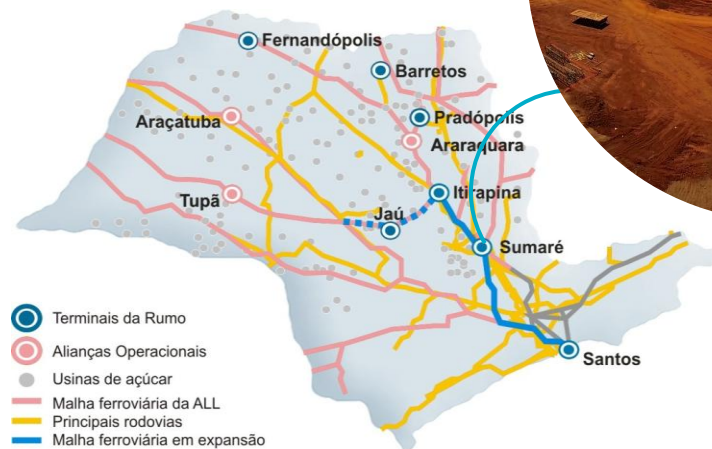 Fernandópolis
Barretos
Araçatuba
Pradópolis
Araraquara
Tupã
Itirapina
Jaú
Sumaré
Santos
Terminais da Rumo
Alianças Operacionais
Usinas de açúcar
Malha ferroviária da ALL
Principais rodovias
Malha ferroviária em expansão